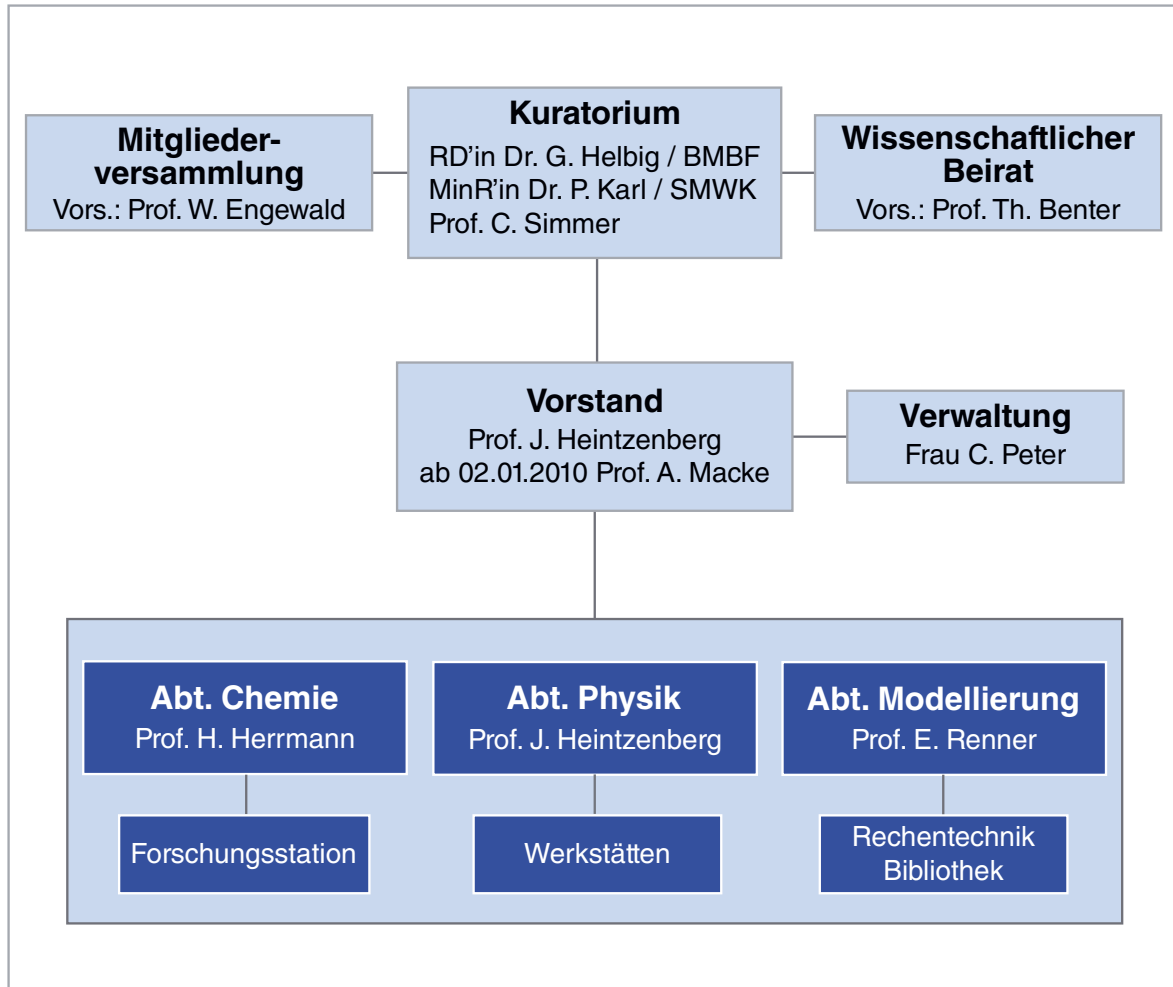 Mitglieder-
versammlung
Vors.: Prof. W. Engewald
Kuratorium
RD’in Dr. G. Helbig / BMBF
MinR’in Dr. P. Karl / SMWK
Prof. C. Simmer
Wissenschaftlicher
Beirat
Vors.: Prof. Th. Benter
Vorstand
Prof. J. Heintzenberg
ab 02.01.2010 Prof. A. Macke
Verwaltung
Frau C. Peter
Abt. Chemie
Prof. H. Herrmann
Abt. Physik
Prof. J. Heintzenberg
Abt. Modellierung
Prof. E. Renner
Forschungsstation
Werkstätten
Rechentechnik
Bibliothek